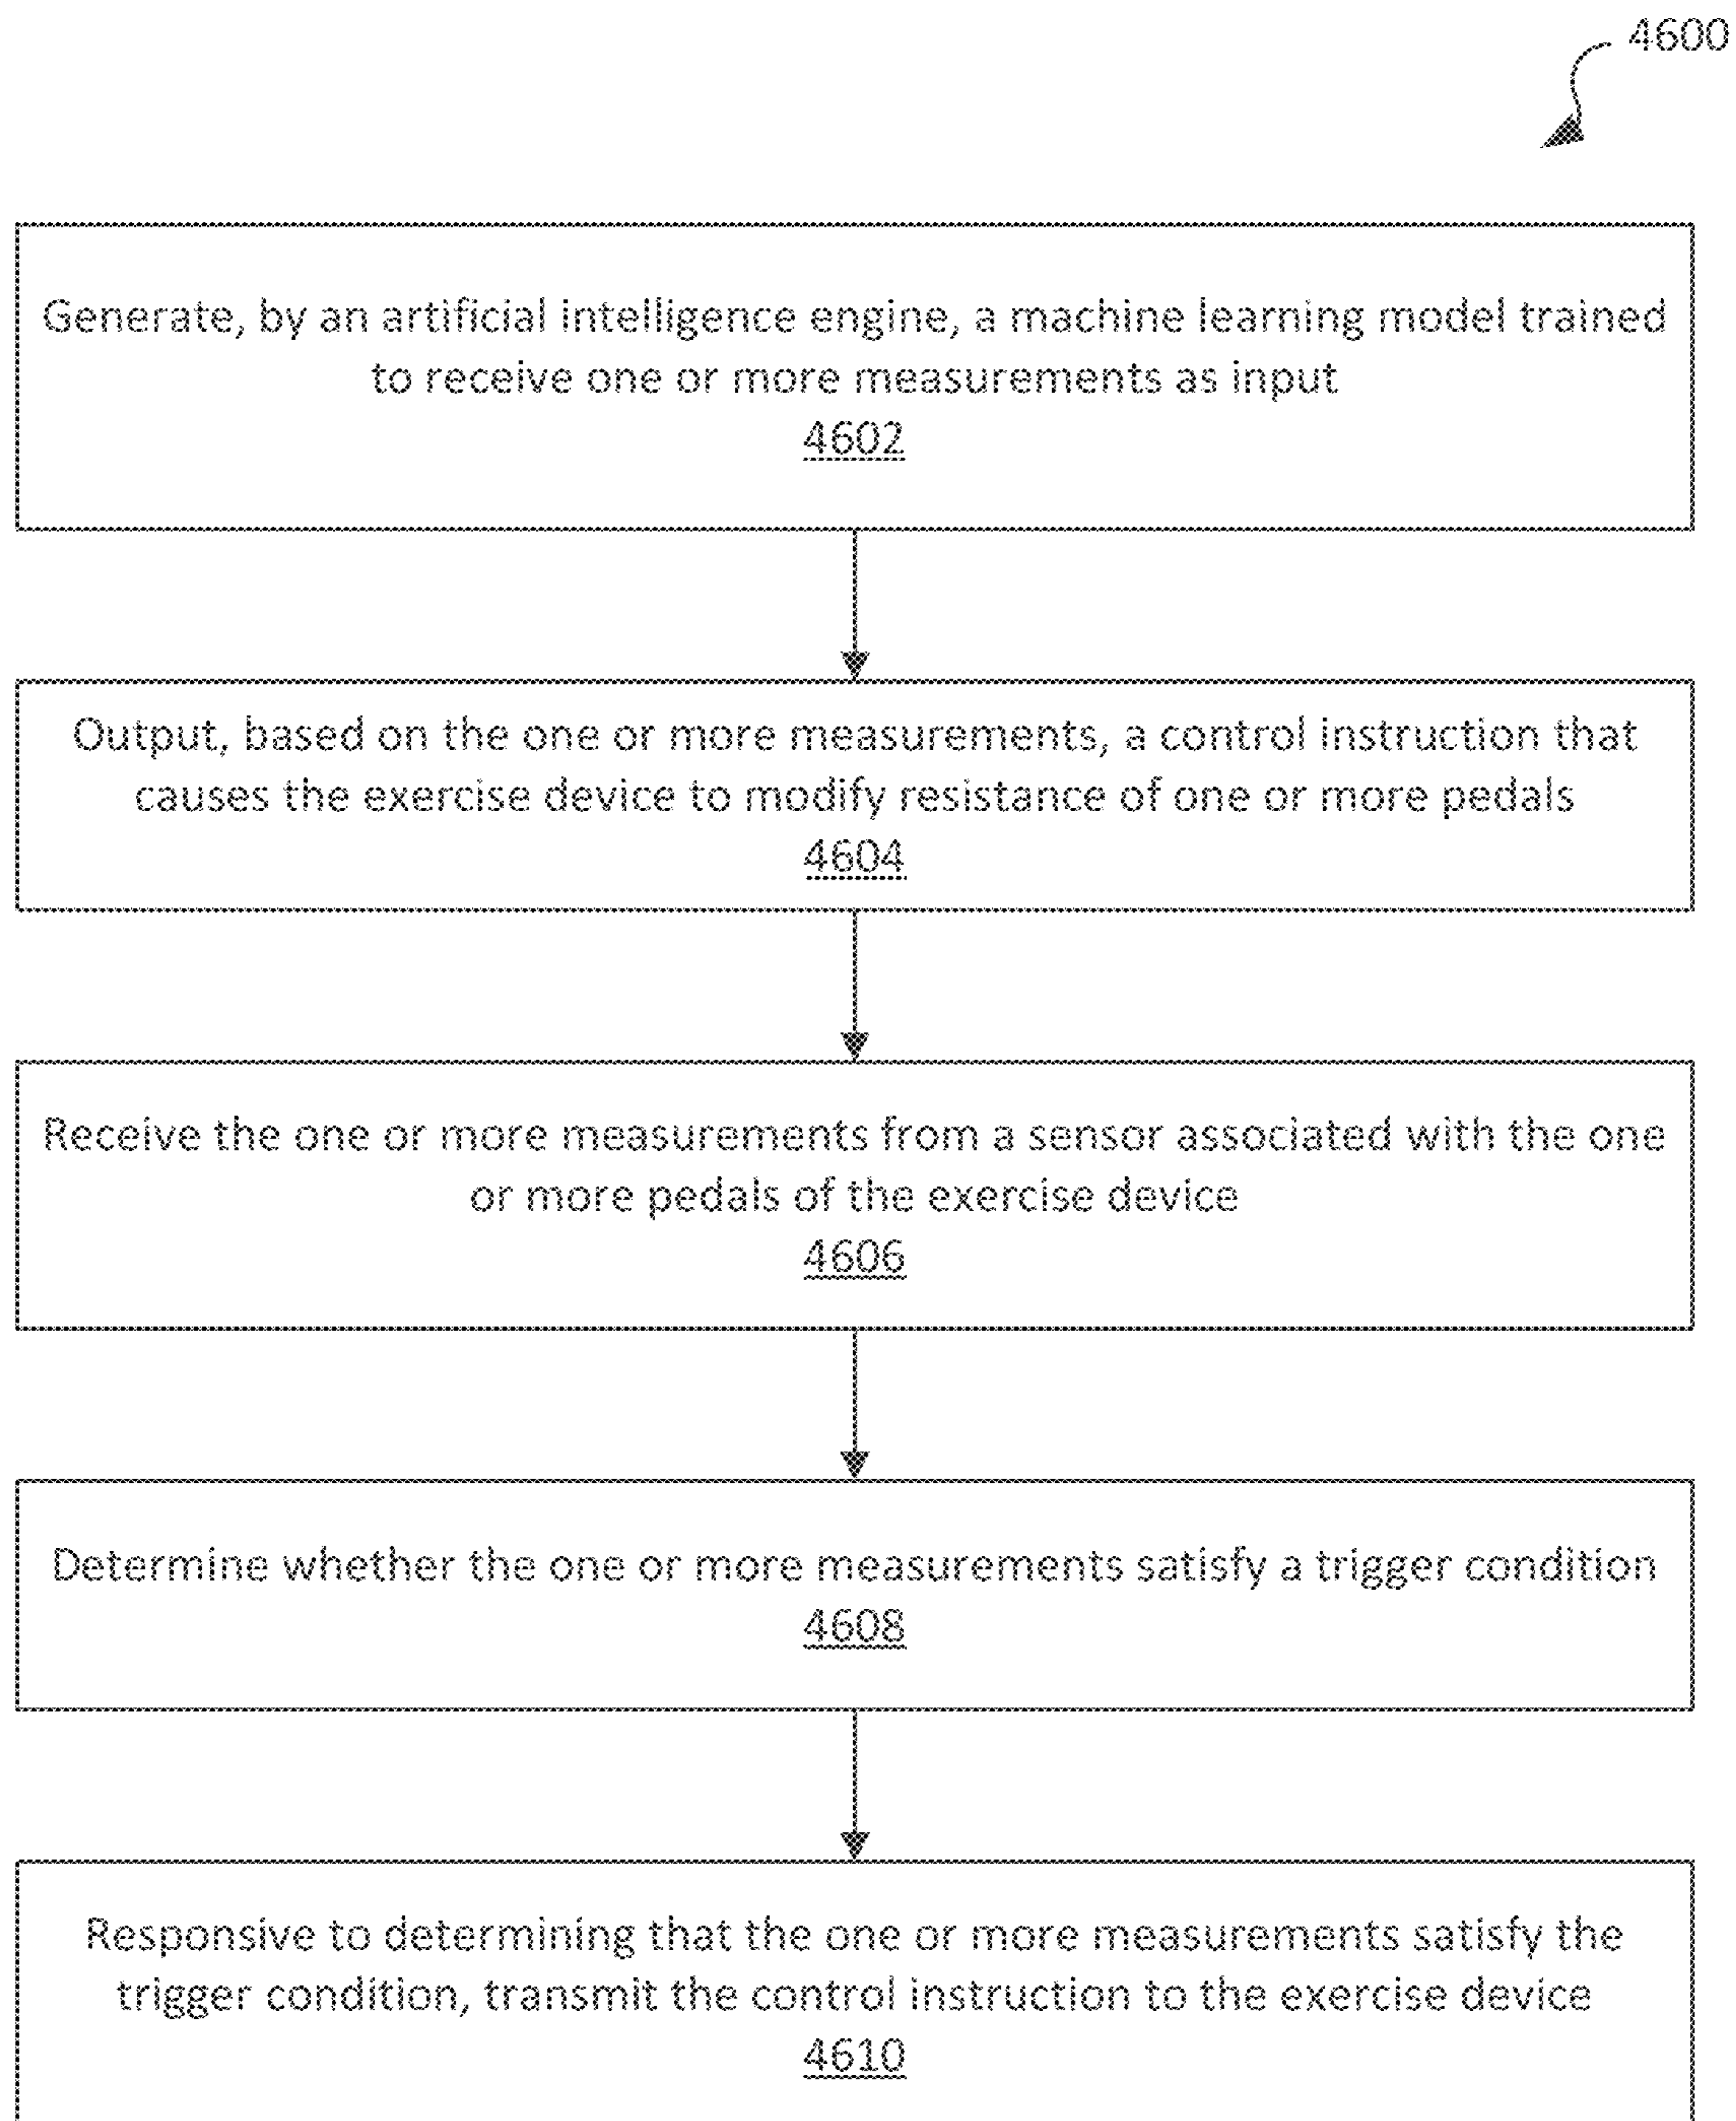 4600
Generate, by an artificial intelligence engine, a machine learning model trained
to receive one or more measurements as input
4602
Output, based on the one or more measurements, a control instruction that
causes the exercise device to modify resistance of one or more pedals
4604
Receive the one or more measurements from a sensor associated with the one
or more pedals of the exercise device
4606
Determine whether the one or more measurements satisfy a trigger condition
4608
Responsive to determining that the one or more measurements satisfy the
trigger condition, transmit the control instruction to the exercise device
4610